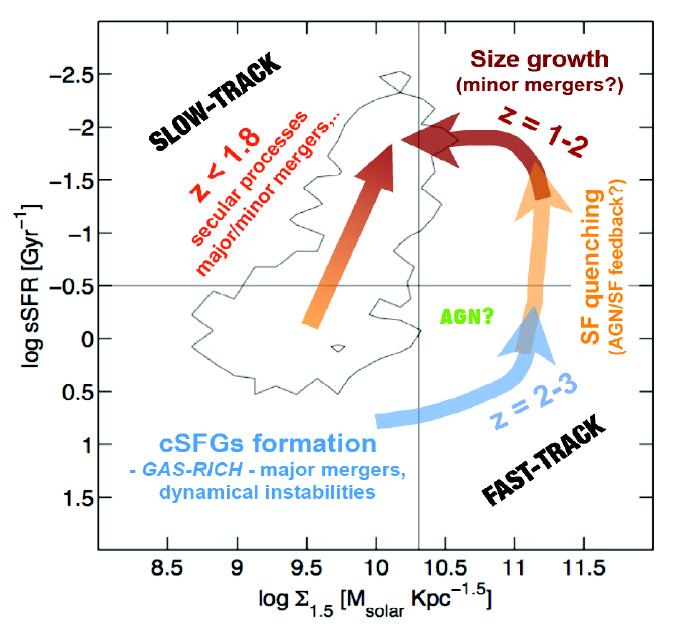 Size growth
(minor mergers?)
z = 1-2
SLOW-TRACK
z < 1.8
secular processes
major/minor mergers,..
SF quenching
(AGN/SF feedback?)
AGN?
z = 2-3
cSFGs formation
- GAS-RICH - major mergers,
dynamical instabilities
FAST-TRACK
−2.5
−2
−1.5
−1
−0.5
0
0.5
1
1.5
log sSFR [Gyr⁻¹]
8.5 9 9.5 10 10.5 11 11.5
log Σ₁.₅ [M_solar Kpc⁻¹·⁵]